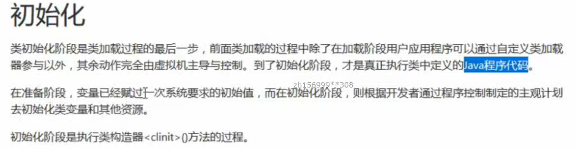 初始化
类初始化阶段是类加载过程的最后一步，前面类加载的过程中除了在加载阶段用户应用程序可以通过自定义类加载
器参与以外，其余动作完全由虚拟机主导与控制。到了初始化阶段，才是真正执行类中定义的Java程序代码。
zb156999**308
在准备阶段，变量已经赋过一次系统要求的初始值，而在初始化阶段，则根据开发者通过程序控制制定的主观计划
去初始化类变量和其他资源。
初始化阶段是执行类构造器<clinit>()方法的过程。